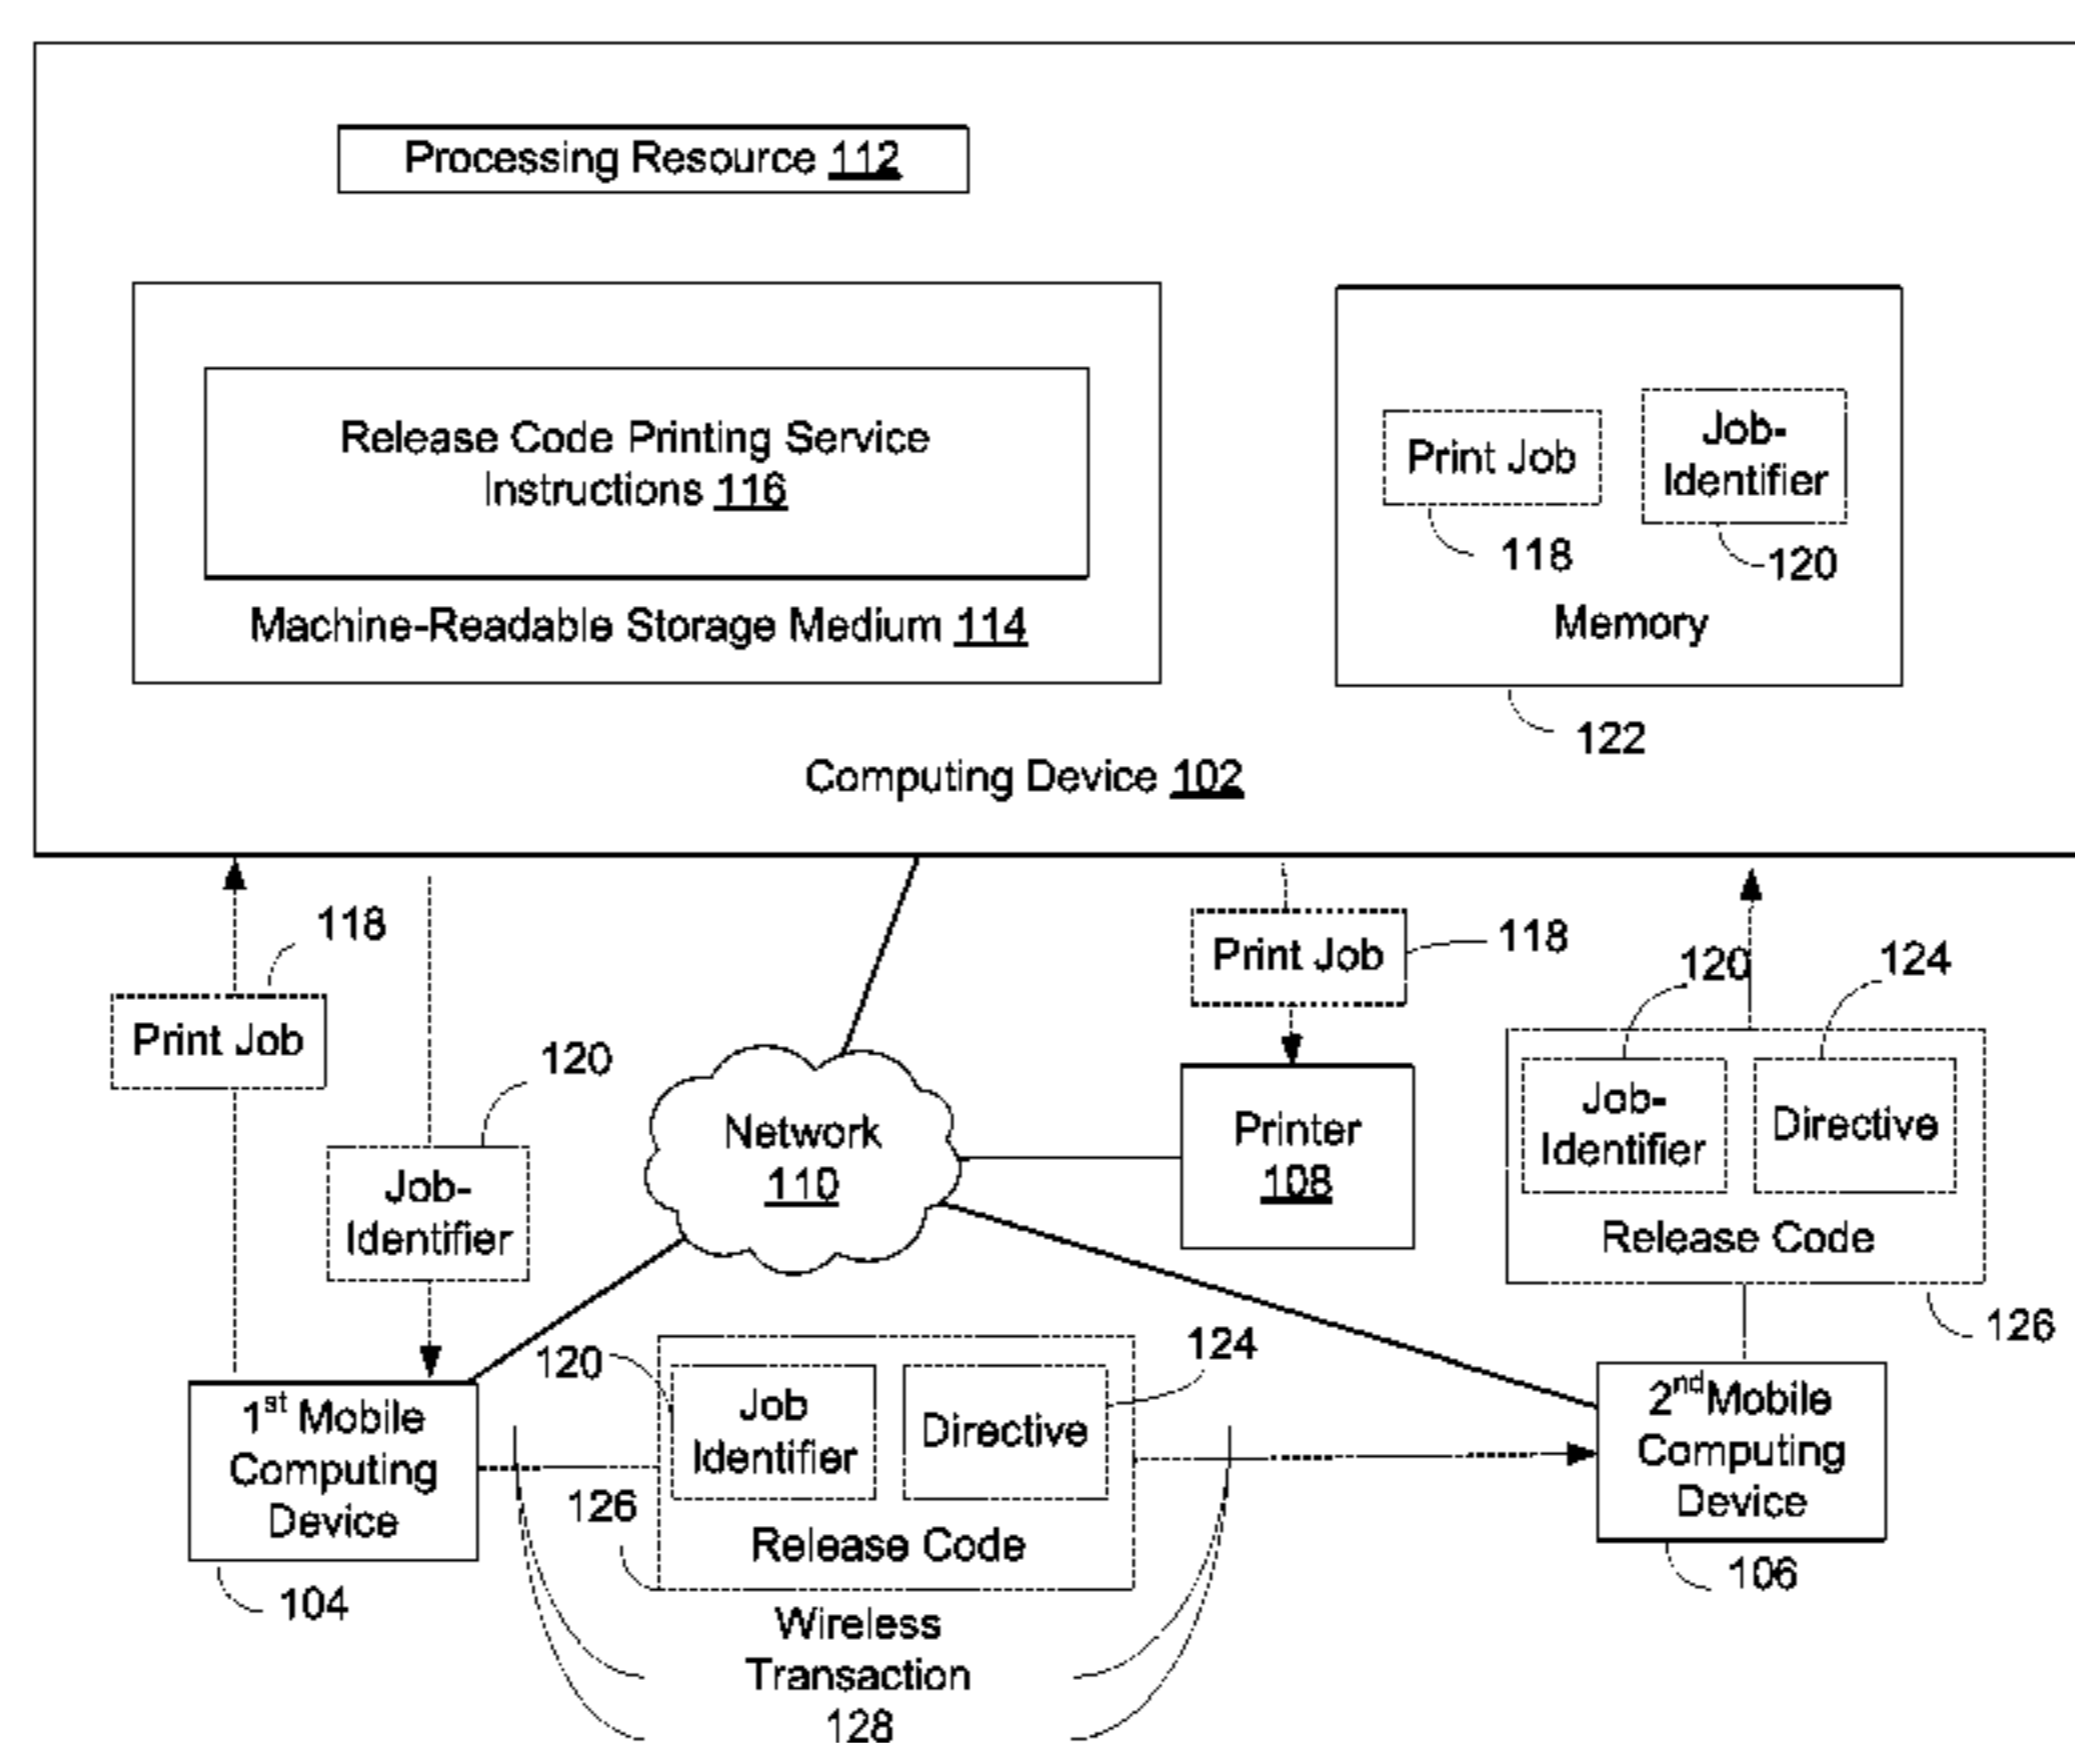 Processing Resource 112
Release Code Printing Service
Instructions 116
Machine-Readable Storage Medium 114
Print Job
118
Job-
Identifier
120
Memory
122
Computing Device 102
118
Print Job
120
Job-
Identifier
Network
110
Print Job
118
Printer
108
120
124
Job-
Identifier
Directive
Release Code
126
1st Mobile
Computing
Device
104
120
124
Job
Identifier
Directive
126
Release Code
Wireless
Transaction
128
2nd Mobile
Computing
Device
106